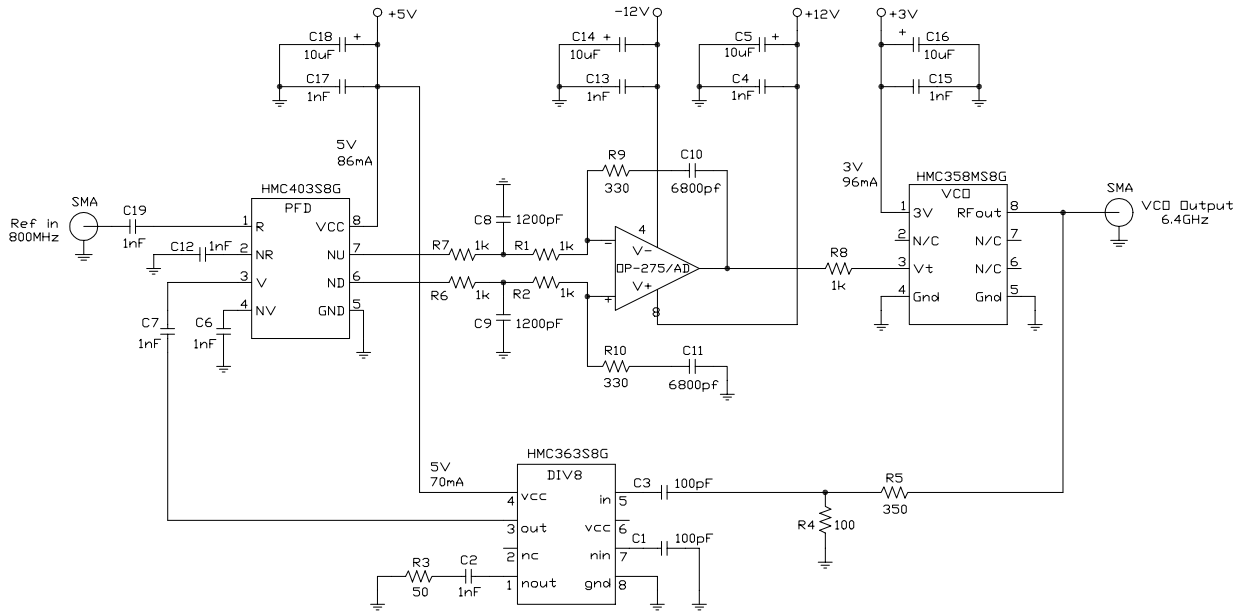 +5V
-12V
+12V
+3V
C18 +
10uF
C14 +
10uF
C5 +
10uF
+ C16
10uF
C17
1nF
C13
1nF
C4
1nF
C15
1nF
5V
86mA
R9
330
C10
6800pf
3V
96mA
HMC403S8G
PFD
HMC358MS8G
VCO
SMA
Ref in
800MHz
C19
1nF
1 R
VCC 8
C12 1nF
2 NR
NU 7
3 V
ND 6
4 NV
GND 5
C7
1nF
C6
1nF
C8 1200pF
R7 1k
R1 1k
R6 1k
R2 1k
C9 1200pF
4
-
V-
OP-275/AD
V+
+
8
R8
1k
1 3V
RFout 8
2 N/C
N/C 7
3 Vt
N/C 6
4 Gnd
Gnd 5
SMA
VCO Output
6.4GHz
R10
330
C11
6800pf
HMC363S8G
DIV8
5V
70mA
4 vcc
in 5
3 out
vcc 6
2 nc
nin 7
1 nout
gnd 8
C3 100pF
R5
350
R4 100
C1 100pF
R3
50
C2
1nF